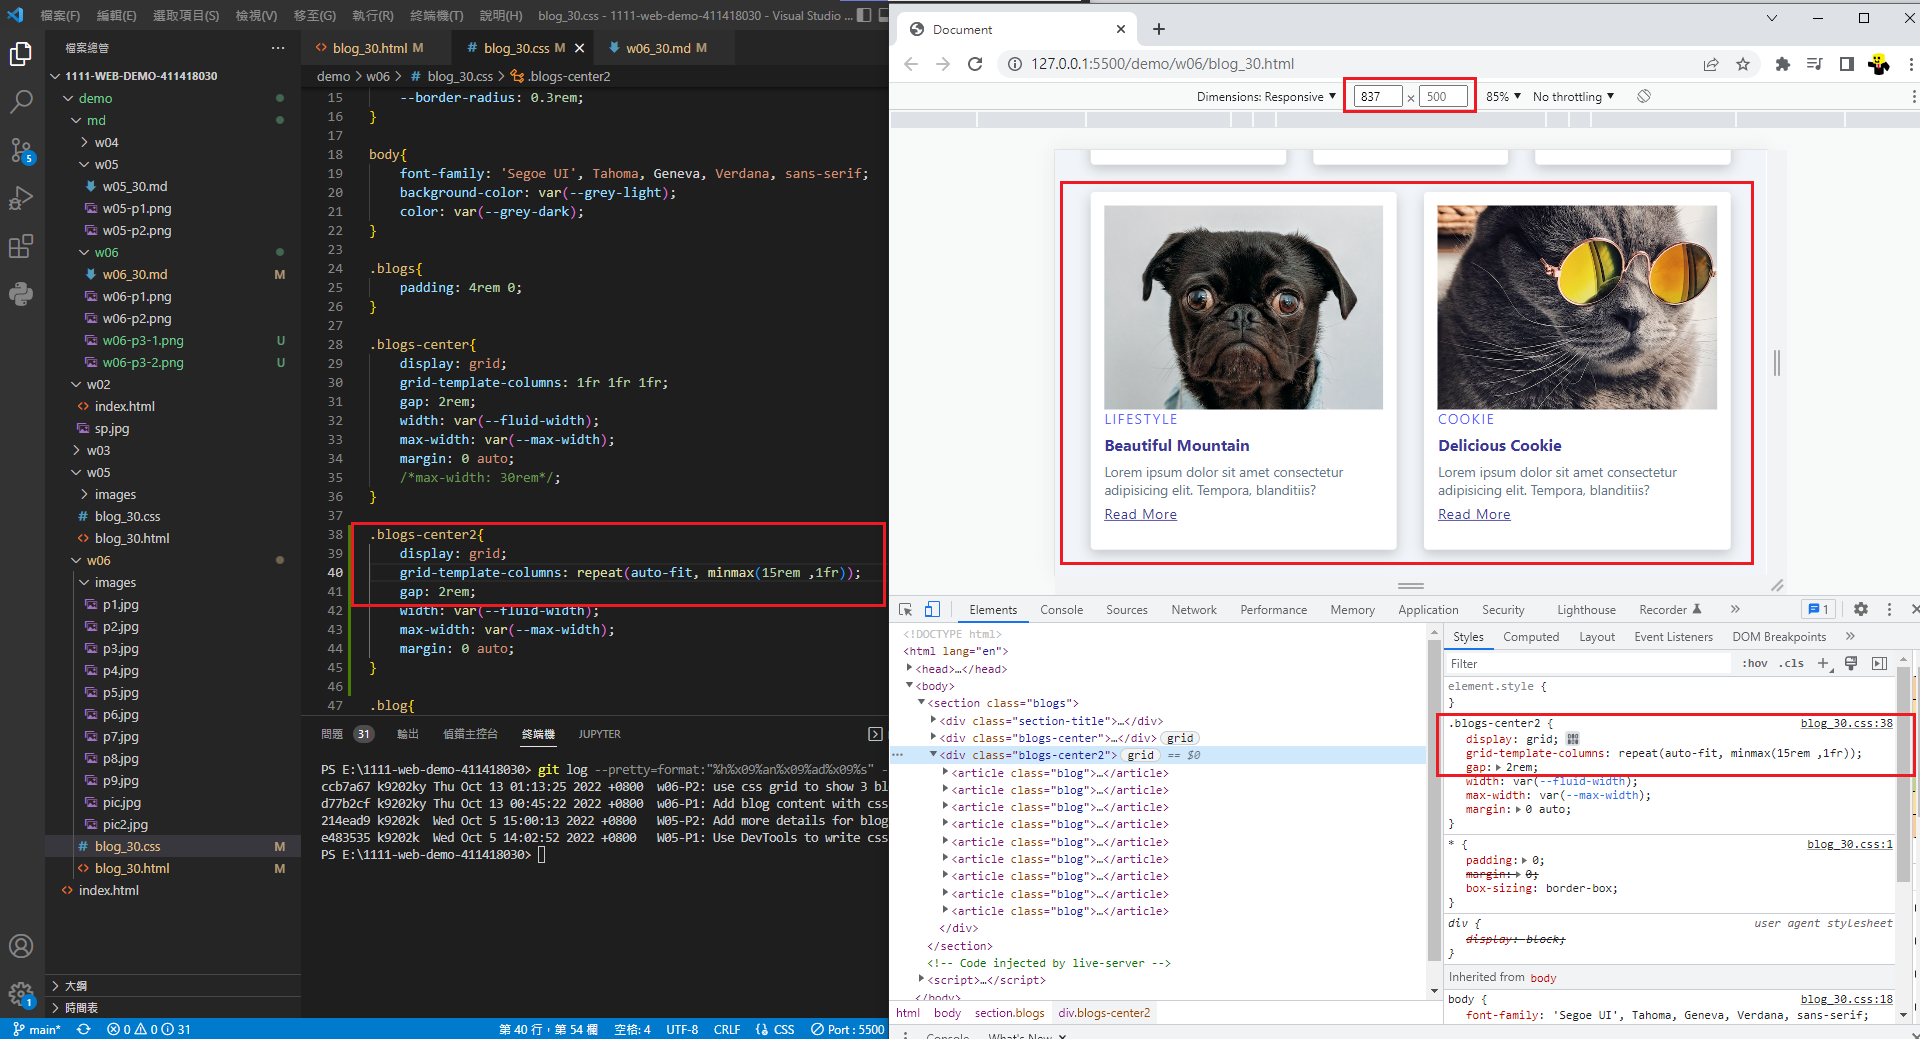 檔案(F) 編輯(E) 選取項目(S) 檢視(V) 移至(G) 執行(R) 終端機(T) 說明(H) blog_30.css - 1111-web-demo-411418030 - Visual Studio ...
檔案總管
1111-WEB-DEMO-411418030
demo
md
w04
w05
w05_30.md
w05-p1.png
w05-p2.png
w06
w06_30.md M
w06-p1.png
w06-p2.png
w06-p3-1.png U
w06-p3-2.png U
w02
index.html
sp.jpg
w03
w05
images
blog_30.css
blog_30.html
w06
images
p1.jpg
p2.jpg
p3.jpg
p4.jpg
p5.jpg
p6.jpg
p7.jpg
p8.jpg
p9.jpg
pic.jpg
pic2.jpg
blog_30.css M
blog_30.html M
index.html
大綱
時間表
5
1
blog_30.html M
blog_30.css M
w06_30.md M
demo > w06 > # blog_30.css > .blogs-center2
15 --border-radius: 0.3rem;
16 }
17
18 body{
19 font-family: 'Segoe UI', Tahoma, Geneva, Verdana, sans-serif;
20 background-color: var(--grey-light);
21 color: var(--grey-dark);
22 }
23
24 .blogs{
25 padding: 4rem 0;
26 }
27
28 .blogs-center{
29 display: grid;
30 grid-template-columns: 1fr 1fr 1fr;
31 gap: 2rem;
32 width: var(--fluid-width);
33 max-width: var(--max-width);
34 margin: 0 auto;
35 /*max-width: 30rem*/;
36 }
37
38 .blogs-center2{
39 display: grid;
40 grid-template-columns: repeat(auto-fit, minmax(15rem ,1fr));
41 gap: 2rem;
42 width: var(--fluid-width);
43 max-width: var(--max-width);
44 margin: 0 auto;
45 }
46
47 .blog{
問題 31 輸出 偵錯主控台 終端機 JUPYTER
PS E:\1111-web-demo-411418030> git log --pretty=format:"%h%x09%an%x09%ad%x09%s" -
ccb7a67 k9202ky Thu Oct 13 01:13:25 2022 +0800 w06-P2: use css grid to show 3 bl
d77b2cf k9202ky Thu Oct 13 00:45:22 2022 +0800 w06-P1: Add blog content with css
214ead9 k9202k Wed Oct 5 15:00:13 2022 +0800 W05-P2: Add more details for blog
e483535 k9202k Wed Oct 5 14:02:52 2022 +0800 W05-P1: Use DevTools to write css
PS E:\1111-web-demo-411418030>
main* 0 0 31 第 40 行，第 54 欄 空格: 4 UTF-8 CRLF CSS Port : 5500
Document
127.0.0.1:5500/demo/w06/blog_30.html
Dimensions: Responsive ▼ 837 × 500 85% ▼ No throttling ▼
LIFESTYLE
Beautiful Mountain
Lorem ipsum dolor sit amet consectetur
adipisicing elit. Tempora, blanditiis?
Read More
COOKIE
Delicious Cookie
Lorem ipsum dolor sit amet consectetur
adipisicing elit. Tempora, blanditiis?
Read More
Elements Console Sources Network Performance Memory Application Security Lighthouse Recorder » 1
<!DOCTYPE html>
<html lang="en">
<head>…</head>
<body>
<section class="blogs">
<div class="section-title">…</div>
<div class="blogs-center">…</div> grid
<div class="blogs-center2"> grid == $0
<article class="blog">…</article>
<article class="blog">…</article>
<article class="blog">…</article>
<article class="blog">…</article>
<article class="blog">…</article>
<article class="blog">…</article>
<article class="blog">…</article>
<article class="blog">…</article>
<article class="blog">…</article>
</div>
</section>
<!-- Code injected by live-server -->
<script>…</script>
</body>
html body section.blogs div.blogs-center2
Styles Computed Layout Event Listeners DOM Breakpoints »
Filter :hov .cls +
element.style {
}
.blogs-center2 { blog_30.css:38
display: grid;
grid-template-columns: repeat(auto-fit, minmax(15rem ,1fr));
gap: 2rem;
width: var(--fluid-width);
max-width: var(--max-width);
margin: 0 auto;
}
* { blog_30.css:1
padding: 0;
margin: 0;
box-sizing: border-box;
}
div { user agent stylesheet
display: block;
}
Inherited from body
body { blog_30.css:18
font-family: 'Segoe UI', Tahoma, Geneva, Verdana, sans-serif;
Console What's New ×